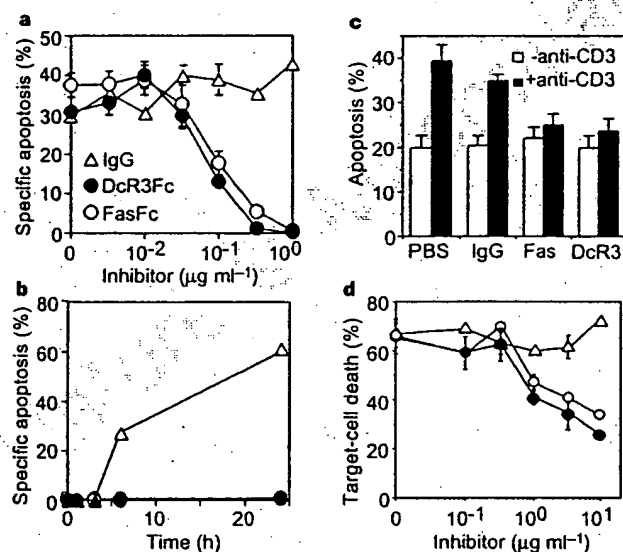 a
Specific apoptosis (%)
50
40
30
20
10
0
IgG
DcR3Fc
FasFc
0 10-2 10-1 100
Inhibitor (µg ml–1)
b
Specific apoptosis (%)
80
60
40
20
0
0 10 20
Time (h)
c
Apoptosis (%)
40
20
0
-anti-CD3
+anti-CD3
PBS IgG Fas DcR3
d
Target-cell death (%)
80
60
40
20
0
0 10-1 100 101
Inhibitor (µg ml–1)